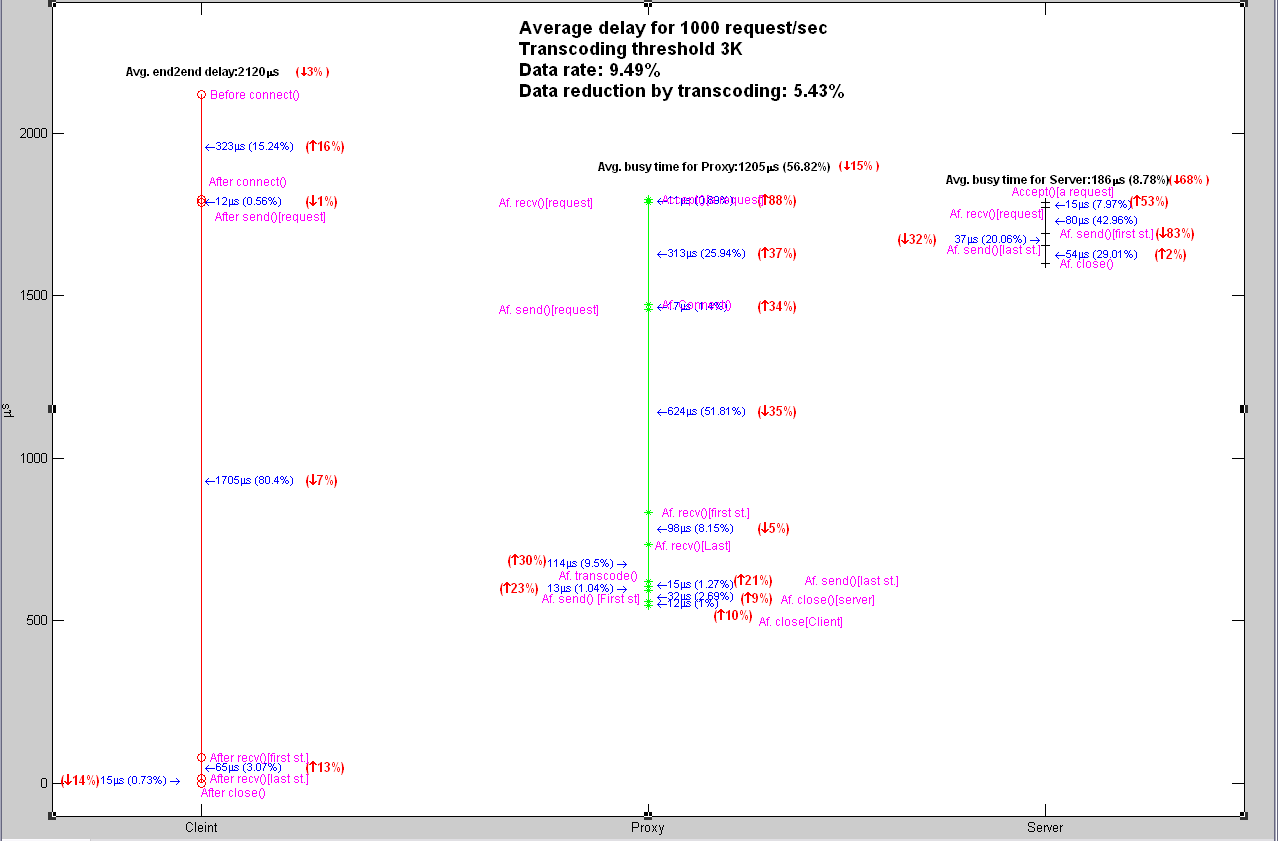 Average delay for 1000 request/sec
Transcoding threshold 3K
Data rate: 9.49%
Data reduction by transcoding: 5.43%
Avg. end2end delay:2120µs (↓3%)
Before connect()
←323µs (15.24%) (↑16%)
After connect()
←12µs (0.56%) (↓1%)
After send()[request]
←1705µs (80.4%) (↓7%)
After recv()[first st.]
←65µs (3.07%) (↑13%)
(↓14%) 15µs (0.73%) →
After recv()[last st.]
After close()
Avg. busy time for Proxy:1205µs (56.82%) (↓15%)
Af. recv()[request]
(↑88%)
←313µs (25.94%) (↑37%)
Af. Connect()
(↑34%)
Af. send()[request]
←624µs (51.81%) (↓35%)
Af. recv()[first st.]
←98µs (8.15%) (↓5%)
Af. recv()[Last]
(↑30%) 114µs (9.5%) →
Af. transcode()
←15µs (1.27%) (↑21%) Af. send()[last st.]
(↑23%) 13µs (1.04%) →
Af. send() [First st]
←32µs (2.69%) (↑9%) Af. close()[server]
←12µs (1%)
(↑10%) Af. close[Client]
Avg. busy time for Server:186µs (8.78%) (↓68%)
Accept()[a request]
←15µs (7.97%) (↑53%)
Af. recv()[request]
←80µs (42.96%)
Af. send()[first st.] (↓83%)
(↓32%) 37µs (20.06%) →
Af. send()[last st.]
←54µs (29.01%) (↑2%)
Af. close()
2000
1500
1000
500
0
µs
Cleint
Proxy
Server